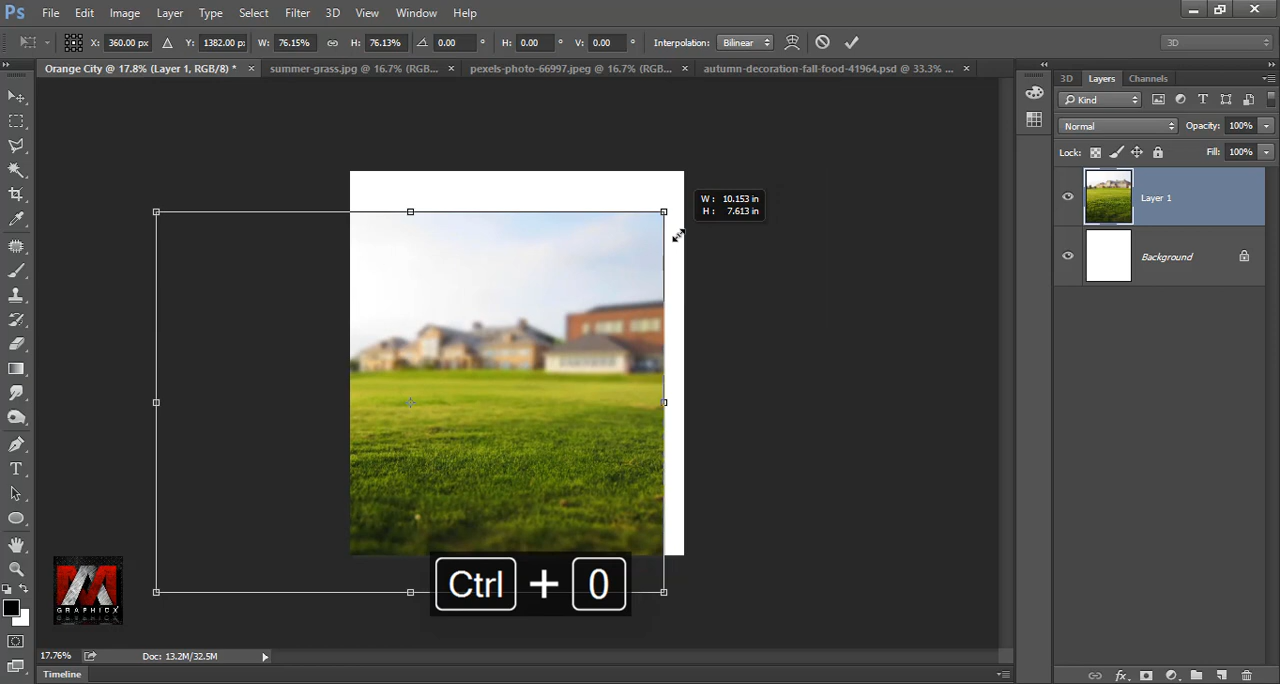 Ps File Edit Image Layer Type Select Filter 3D View Window Help
X: 360.00 px Y: 1382.00 p: W: 76.15% H: 76.13% 0.00 ° H: 0.00 ° V: 0.00 ° Interpolation: Bilinear 3D
Orange City @ 17.8% (Layer 1, RGB/8) * × summer-grass.jpg @ 16.7% (RGB... × pexels-photo-66997.jpeg @ 16.7% (RGB... × autumn-decoration-fall-food-41964.psd @ 33.3% ... ×
3D Layers Channels
Kind
Normal Opacity: 100%
Lock: Fill: 100%
Layer 1
Background
W : 10.153 in
H : 7.613 in
Ctrl + 0
GRAPHICX
17.76% Doc: 13.2M/32.5M
Timeline